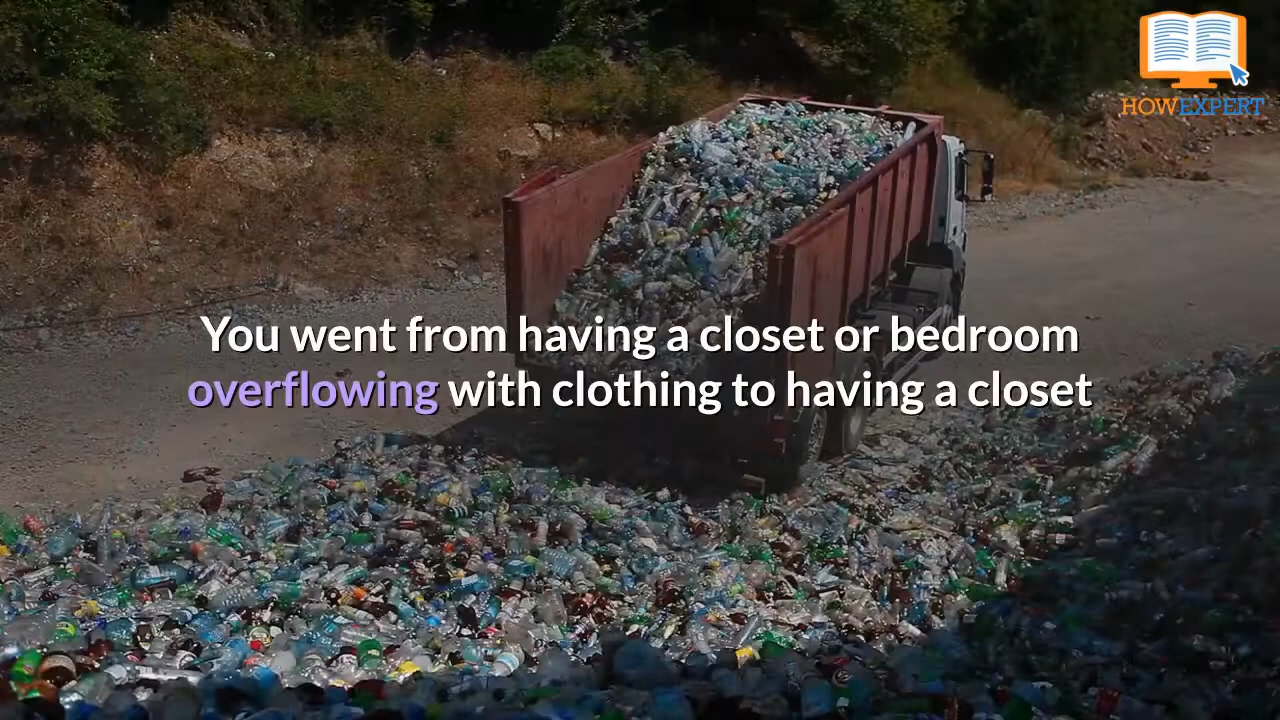 HOWEXPERT
You went from having a closet or bedroom
overflowing with clothing to having a closet